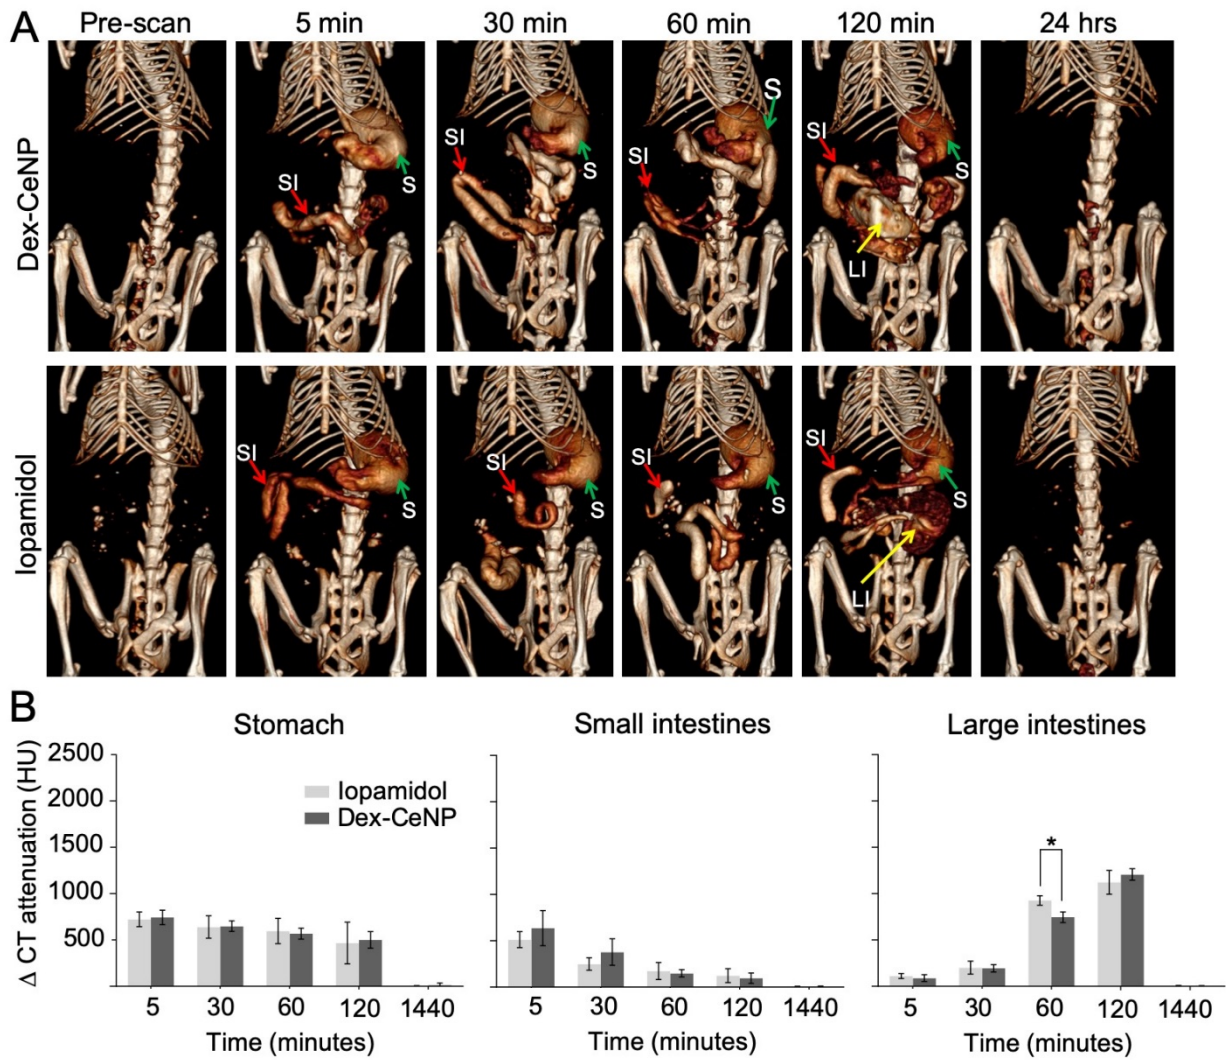 A
Pre-scan 5 min 30 min 60 min 120 min 24 hrs
Dex-CeNP
SI S
SI S
SI S
SI S LI
Iopamidol
SI S
SI S
SI S
SI S LI
B
Stomach Small intestines Large intestines
Δ CT attenuation (HU)
2500
2000
1500
1000
500
Iopamidol
Dex-CeNP
*
5 30 60 120 1440
5 30 60 120 1440
5 30 60 120 1440
Time (minutes) Time (minutes) Time (minutes)